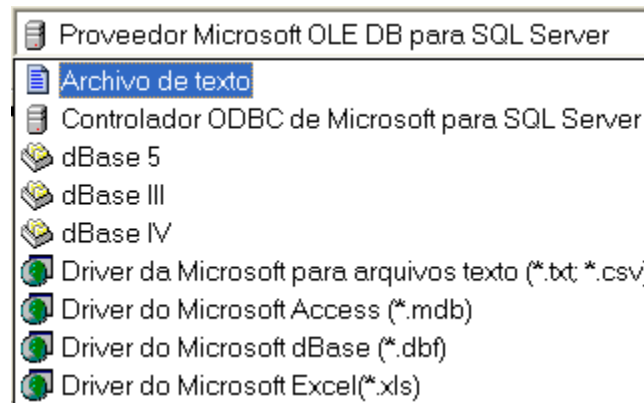 Proveedor Microsoft OLE DB para SQL Server
Archivo de texto
Controlador ODBC de Microsoft para SQL Server
dBase 5
dBase III
dBase IV
Driver da Microsoft para arquivos texto (*.txt; *.csv)
Driver do Microsoft Access (*.mdb)
Driver do Microsoft dBase (*.dbf)
Driver do Microsoft Excel(*.xls)